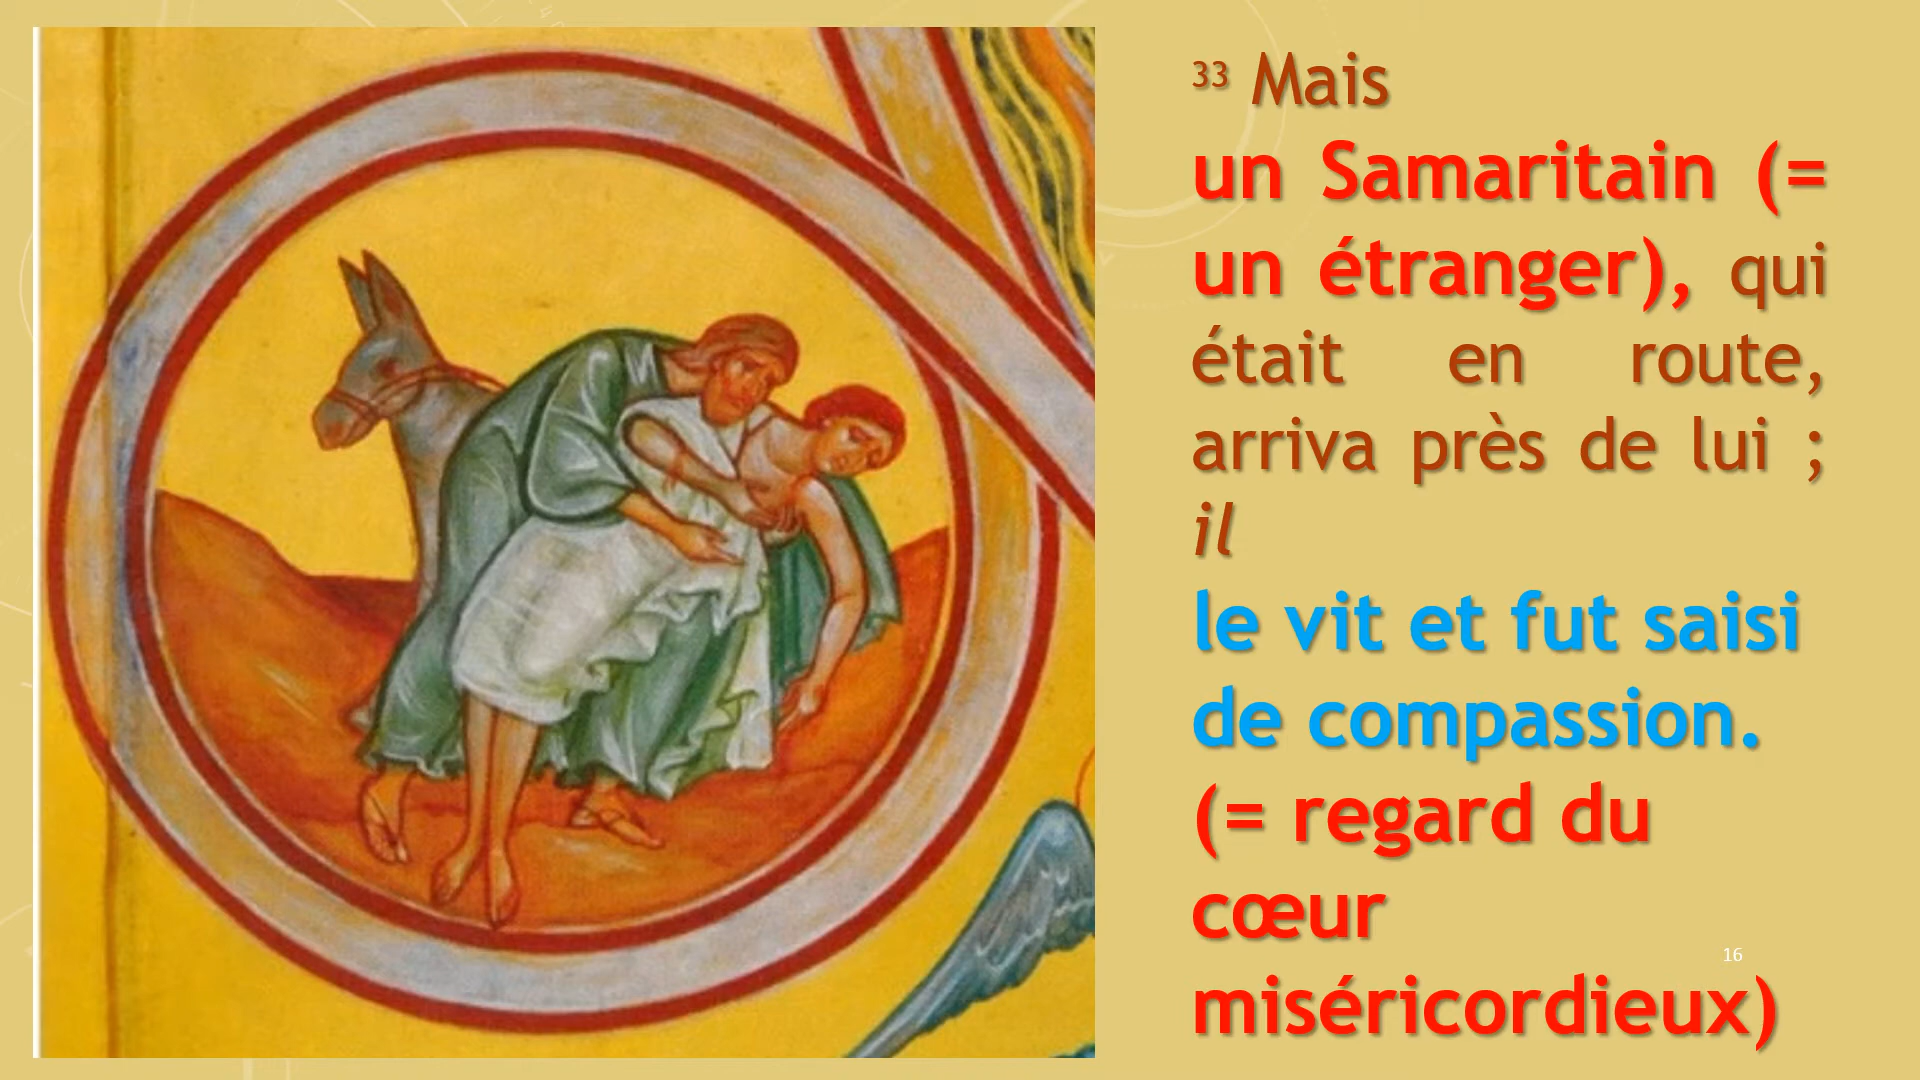 33 Mais
un Samaritain (=
un étranger), qui
était en route,
arriva près de lui ;
il
le vit et fut saisi
de compassion.
(= regard du
cœur
16
miséricordieux)